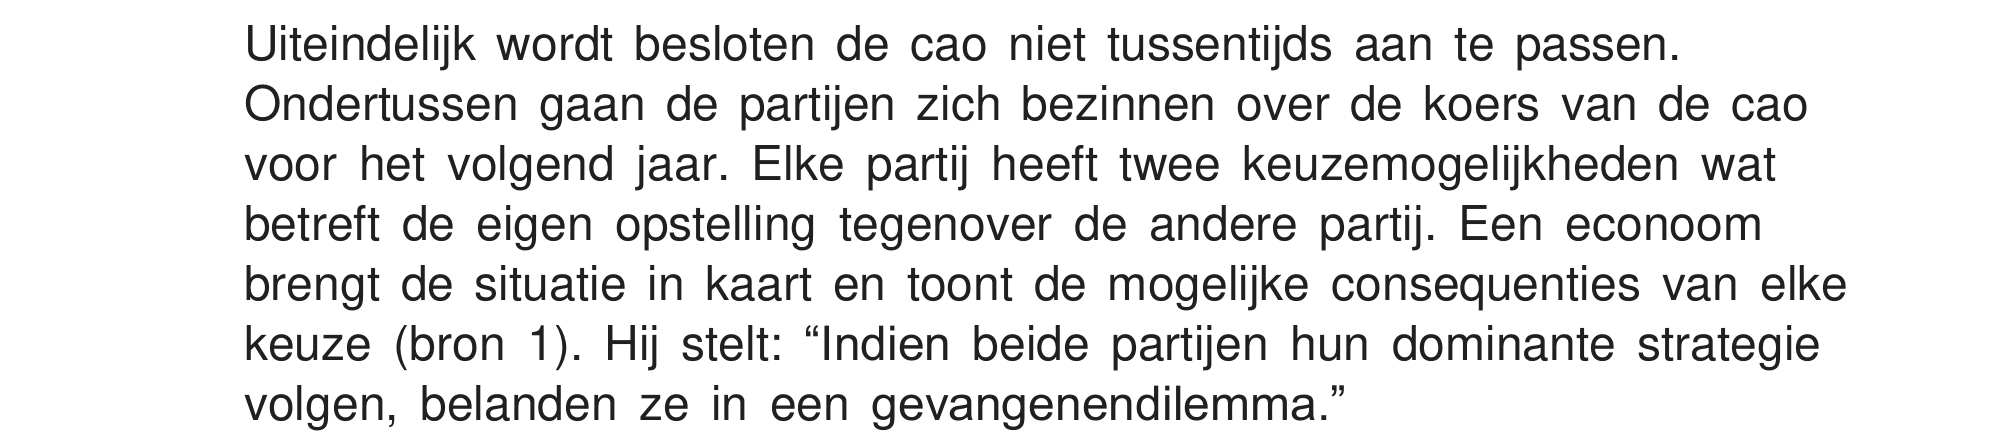 Uiteindelijk wordt besloten de cao niet tussentijds aan te passen.
Ondertussen gaan de partijen zich bezinnen over de koers van de cao
voor het volgend jaar. Elke partij heeft twee keuzemogelijkheden wat
betreft de eigen opstelling tegenover de andere partij. Een econoom
brengt de situatie in kaart en toont de mogelijke consequenties van elke
keuze (bron 1). Hij stelt: “Indien beide partijen hun dominante strategie
volgen, belanden ze in een gevangenendilemma.”